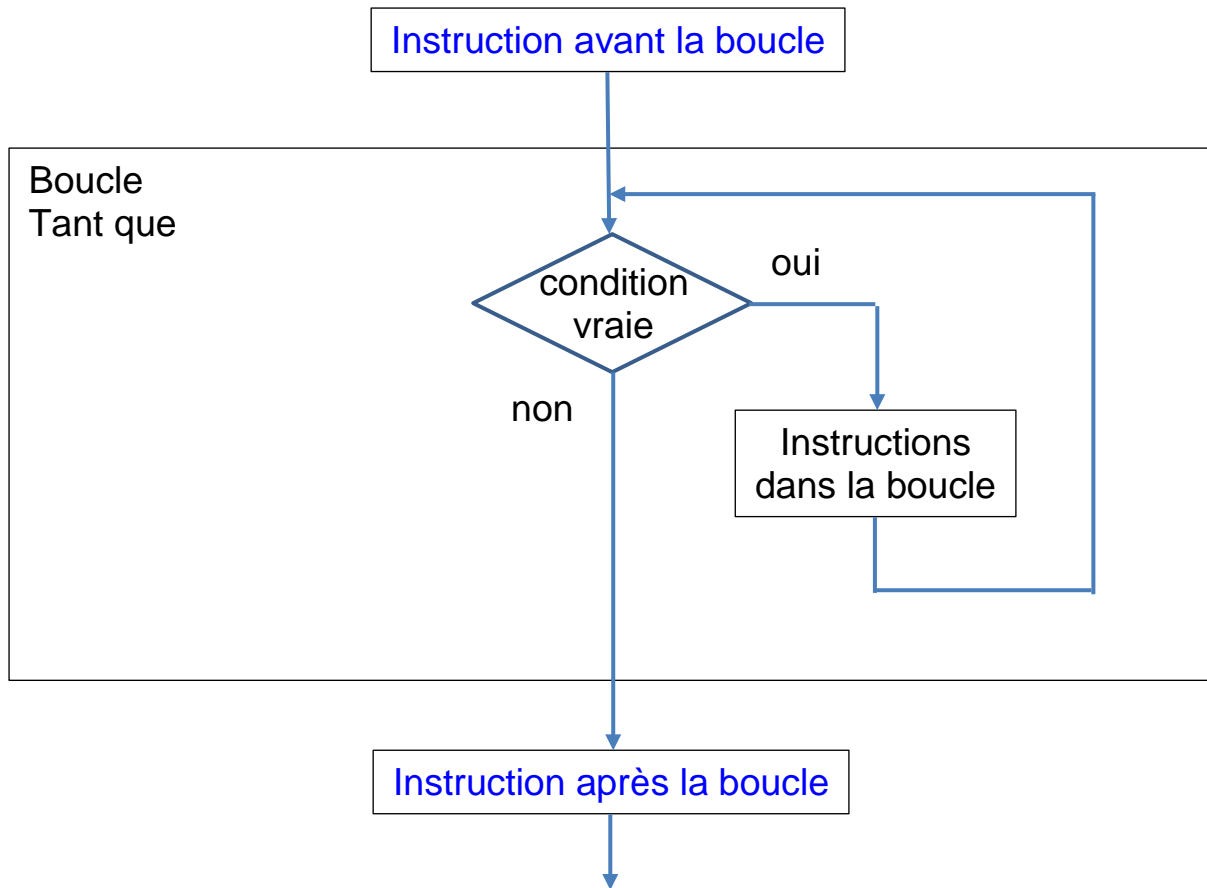 Instruction avant la boucle
Boucle
Tant que
oui
condition
vraie
non
Instructions
dans la boucle
Instruction après la boucle